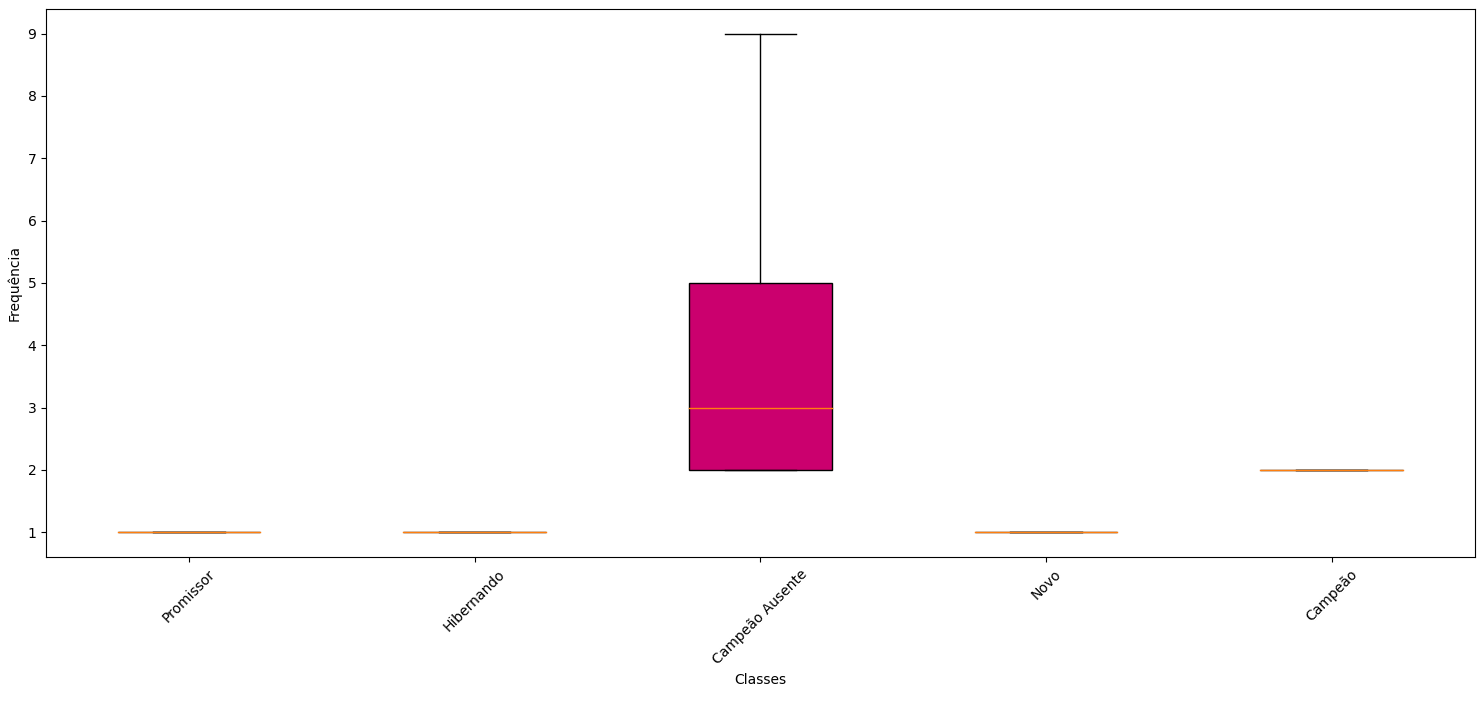 Frequência
9
8
7
6
5
4
3
2
1
Promissor
Hibernando
Campeão Ausente
Novo
Campeão
Classes